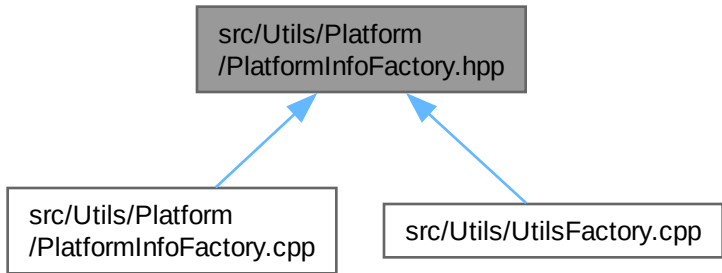 src/Utils/Platform
/PlatformInfoFactory.hpp
src/Utils/Platform
/PlatformInfoFactory.cpp
src/Utils/UtilsFactory.cpp